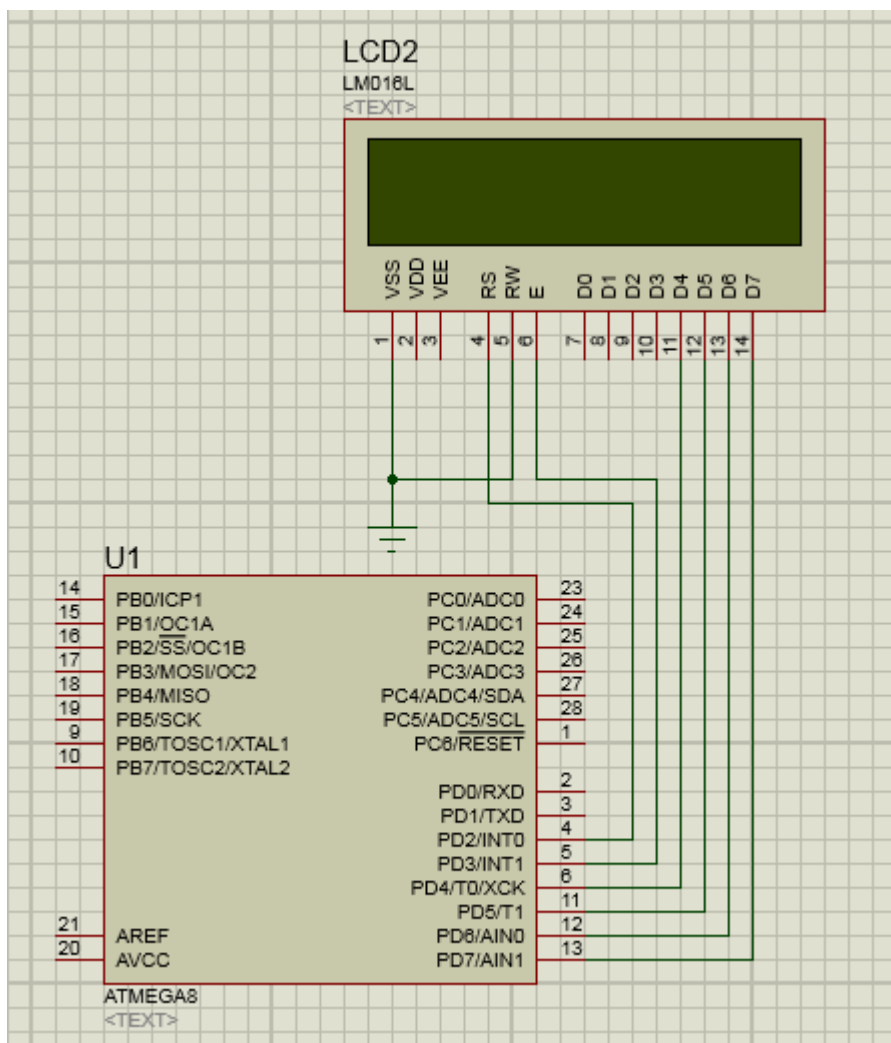 LCD2
LM016L
<TEXT>
VSS VDD VEE RS RW E D0 D1 D2 D3 D4 D5 D6 D7
1 2 3 4 5 6 7 8 9 10 11 12 13 14
U1
14 PB0/ICP1 PC0/ADC0 23
15 PB1/OC1A PC1/ADC1 24
16 PB2/SS/OC1B PC2/ADC2 25
17 PB3/MOSI/OC2 PC3/ADC3 26
18 PB4/MISO PC4/ADC4/SDA 27
19 PB5/SCK PC5/ADC5/SCL 28
9 PB6/TOSC1/XTAL1 PC6/RESET 1
10 PB7/TOSC2/XTAL2
PD0/RXD 2
PD1/TXD 3
PD2/INT0 4
PD3/INT1 5
PD4/T0/XCK 6
PD5/T1 11
21 AREF PD6/AIN0 12
20 AVCC PD7/AIN1 13
ATMEGA8
<TEXT>